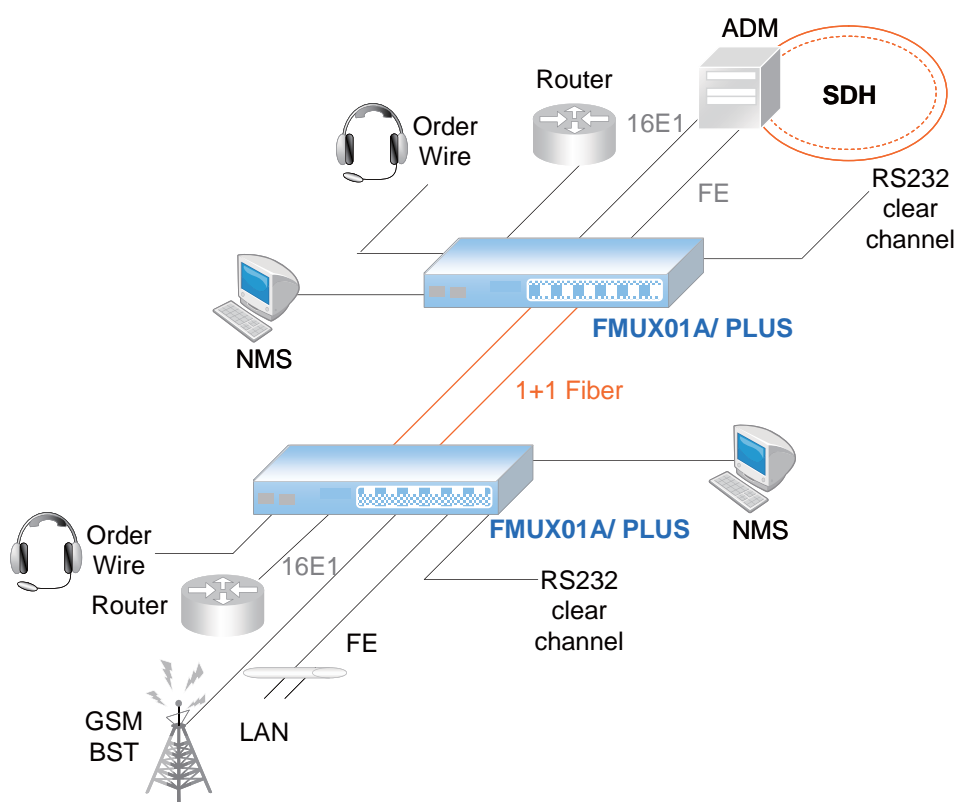 ADM
SDH
Router
16E1
Order
Wire
FE
RS232
clear
channel
NMS
FMUX01A/ PLUS
1+1 Fiber
NMS
FMUX01A/ PLUS
Order
Wire
16E1
Router
RS232
clear
channel
FE
GSM
BST
LAN